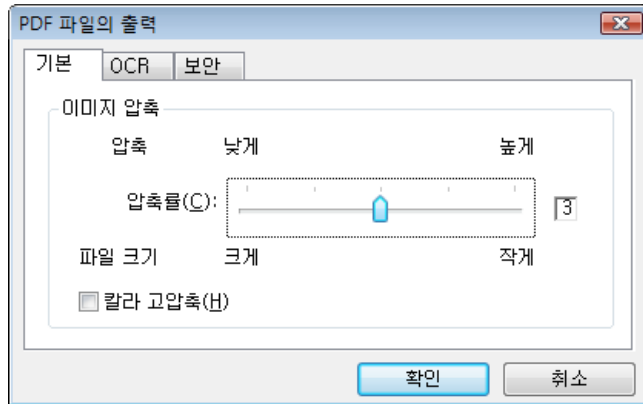 PDF 파일의 출력
기본 OCR 보안
이미지 압축
압축 낮게 높게
압축률(C): 3
파일 크기 크게 작게
칼라 고압축(H)
확인 취소